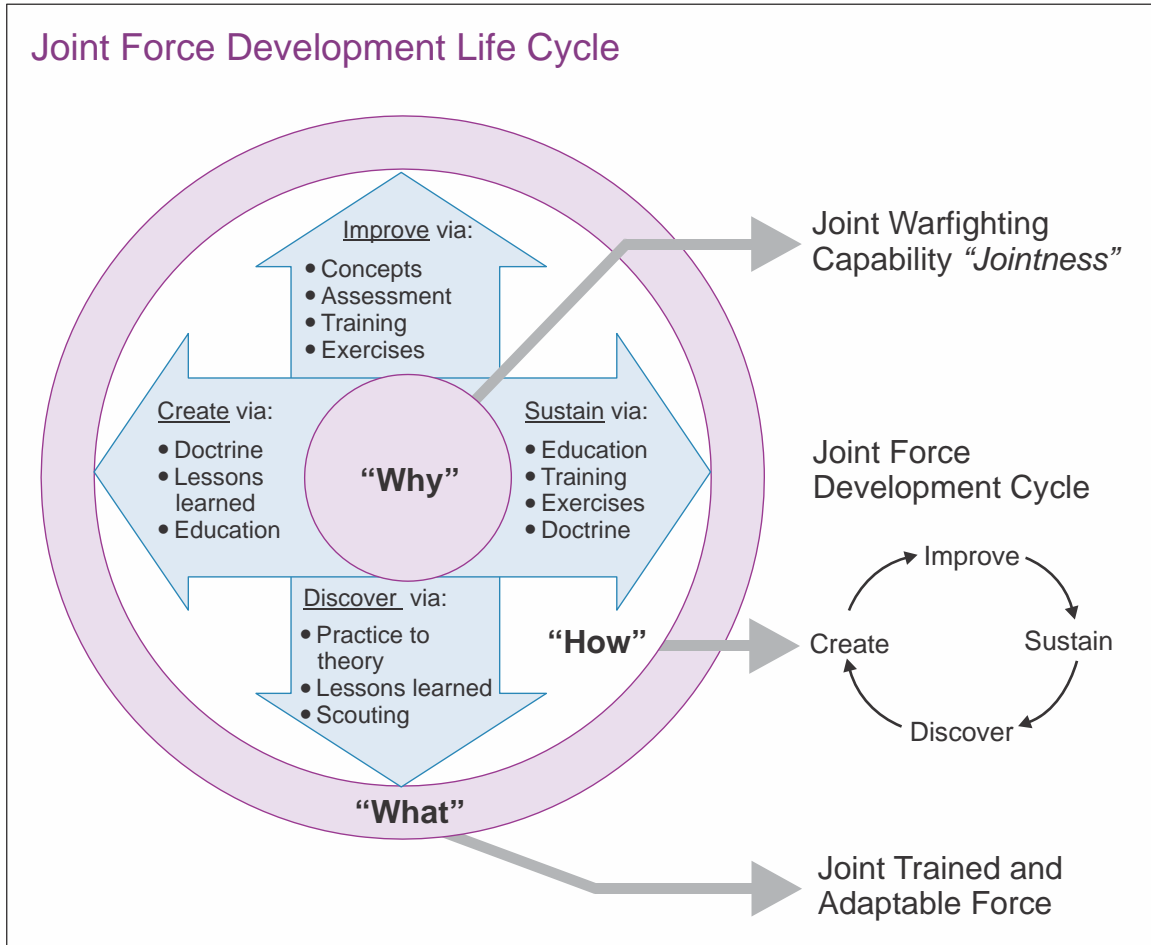 Joint Force Development Life Cycle
Improve via:
• Concepts
• Assessment
• Training
• Exercises
Create via:
• Doctrine
• Lessons
learned
• Education
“Why”
Sustain via:
• Education
• Training
• Exercises
• Doctrine
Discover via:
• Practice to
theory
• Lessons learned
• Scouting
“How”
“What”
Joint Warfighting
Capability “Jointness”
Joint Force
Development Cycle
Improve
Create
Sustain
Discover
Joint Trained and
Adaptable Force